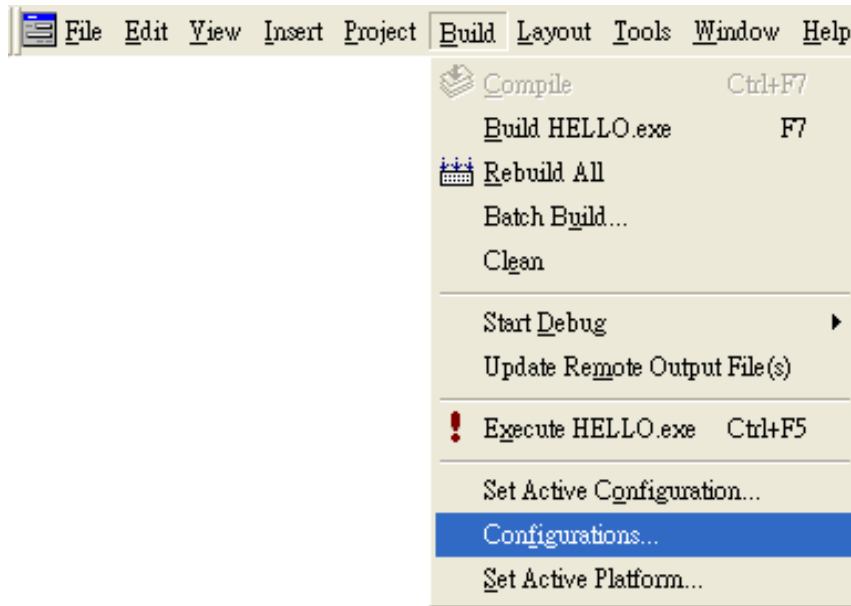 File Edit View Insert Project Build Layout Tools Window Help
Compile Ctrl+F7
Build HELLO.exe F7
Rebuild All
Batch Build...
Clean
Start Debug
Update Remote Output File(s)
Execute HELLO.exe Ctrl+F5
Set Active Configuration...
Configurations...
Set Active Platform...